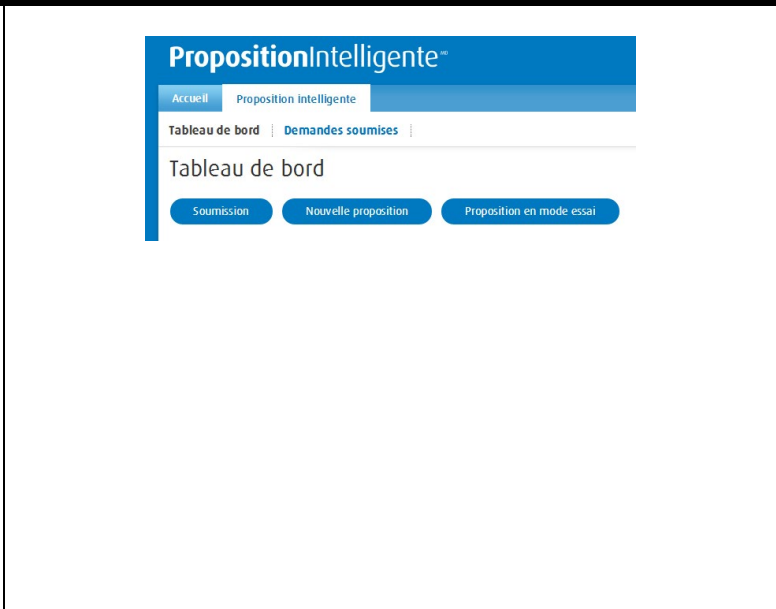 PropositionIntelligente MD
Accueil Proposition intelligente
Tableau de bord Demandes soumises
Tableau de bord
Soumission Nouvelle proposition Proposition en mode essai